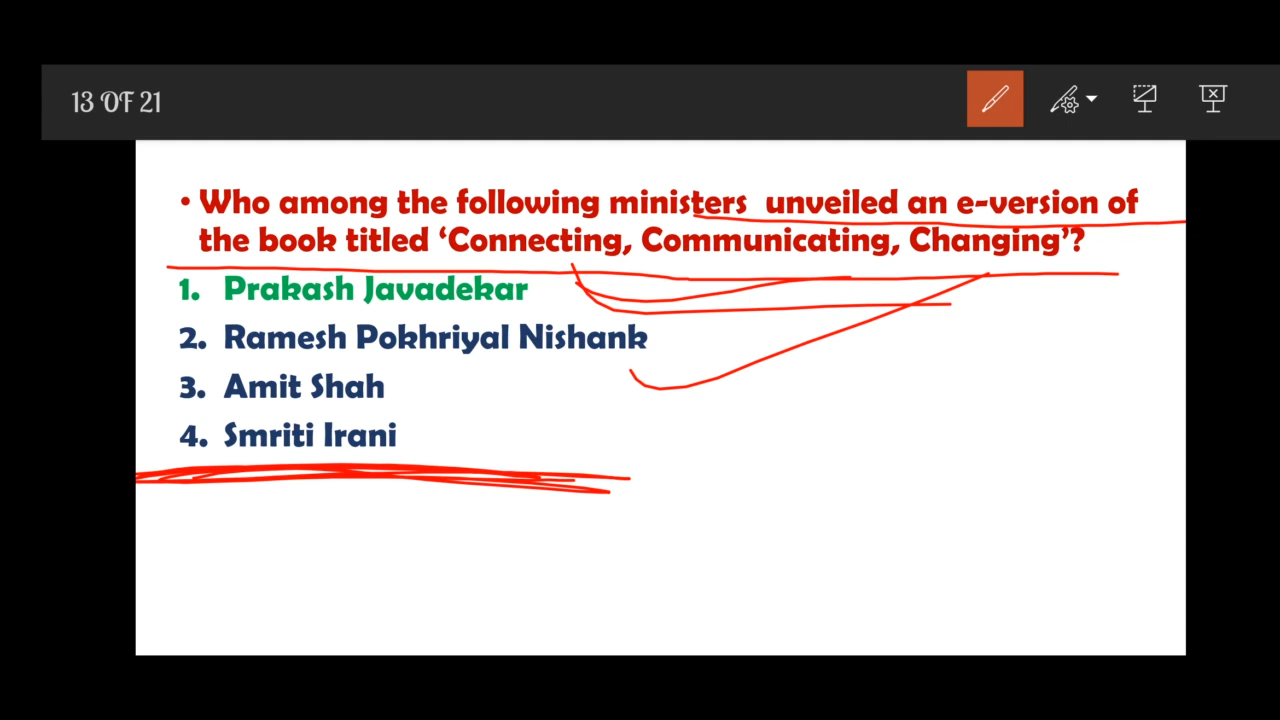 13 OF 21
• Who among the following ministers unveiled an e-version of
the book titled ‘Connecting, Communicating, Changing’?
1. Prakash Javadekar
2. Ramesh Pokhriyal Nishank
3. Amit Shah
4. Smriti Irani